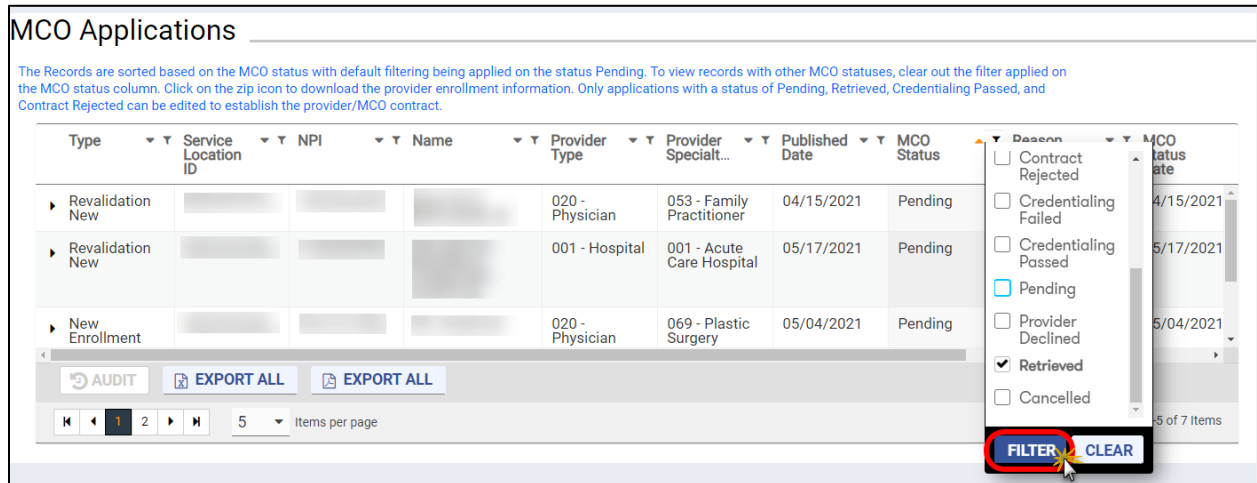 MCO Applications
The Records are sorted based on the MCO status with default filtering being applied on the status Pending. To view records with other MCO statuses, clear out the filter applied on
the MCO status column. Click on the zip icon to download the provider enrollment information. Only applications with a status of Pending, Retrieved, Credentialing Passed, and
Contract Rejected can be edited to establish the provider/MCO contract.
Type Service NPI Name Provider Provider Published MCO Reason MCO
Location Type Specialt... Date Status tatus
ID ate
Contract
Rejected
Revalidation 020 - 053 - Family 04/15/2021 Pending Credentialing 4/15/2021
New Physician Practitioner Failed
Revalidation 001 - Hospital 001 - Acute 05/17/2021 Pending Credentialing 5/17/2021
New Care Hospital Passed
Pending
New 020 - 069 - Plastic 05/04/2021 Pending Provider 5/04/2021
Enrollment Physician Surgery Declined
Retrieved
AUDIT EXPORT ALL EXPORT ALL
Cancelled
1 2 5 Items per page -5 of 7 Items
FILTER CLEAR